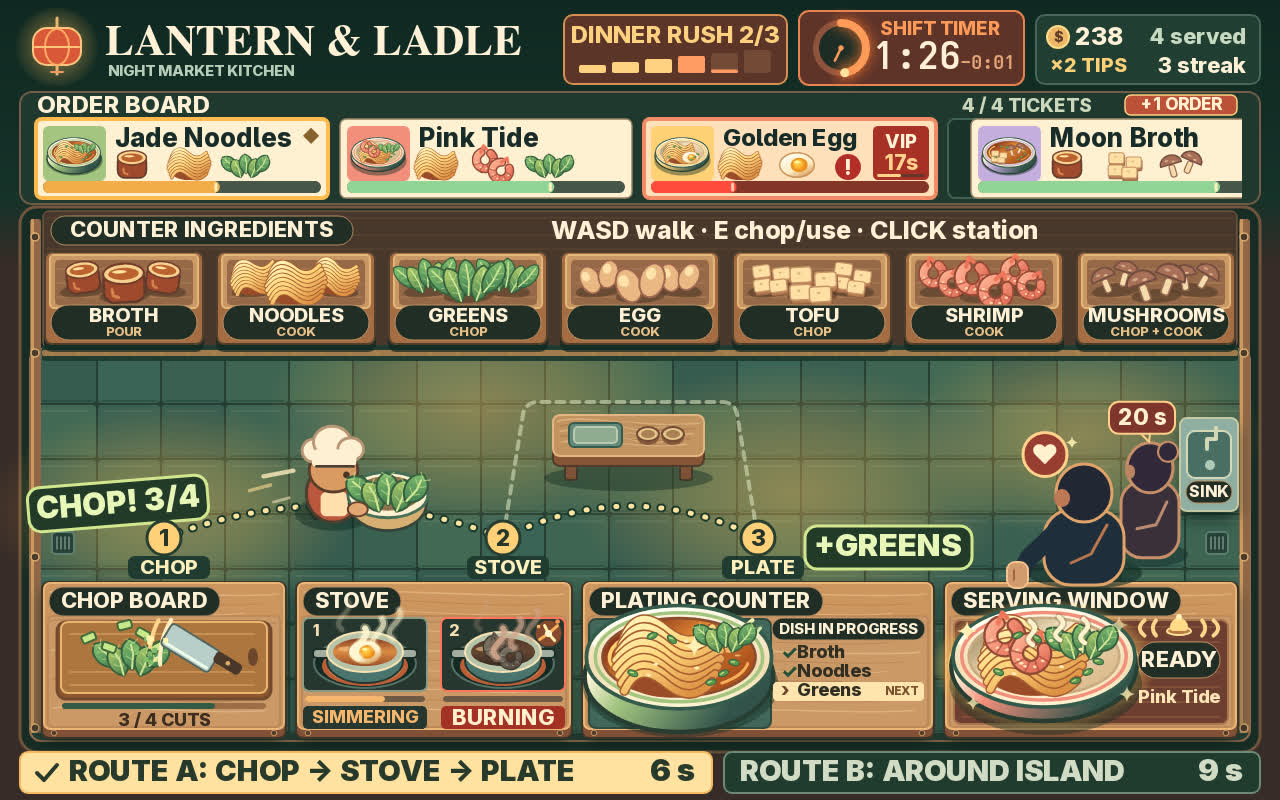 LANTERN & LADLE
NIGHT MARKET KITCHEN
DINNER RUSH 2/3
SHIFT TIMER
1:26 -0:01
$ 238 4 served
×2 TIPS 3 streak
ORDER BOARD
4 / 4 TICKETS
+1 ORDER
Jade Noodles
Pink Tide
Golden Egg
!
VIP
17s
Moon Broth
COUNTER INGREDIENTS
WASD walk · E chop/use · CLICK station
BROTH
POUR
NOODLES
COOK
GREENS
CHOP
EGG
COOK
TOFU
CHOP
SHRIMP
COOK
MUSHROOMS
CHOP + COOK
20 s
SINK
CHOP! 3/4
1
CHOP
2
STOVE
3
PLATE
+GREENS
CHOP BOARD
3 / 4 CUTS
STOVE
1
SIMMERING
2
BURNING
PLATING COUNTER
DISH IN PROGRESS
✓Broth
✓Noodles
› Greens NEXT
SERVING WINDOW
READY
Pink Tide
✓ ROUTE A: CHOP → STOVE → PLATE 6 s
ROUTE B: AROUND ISLAND 9 s